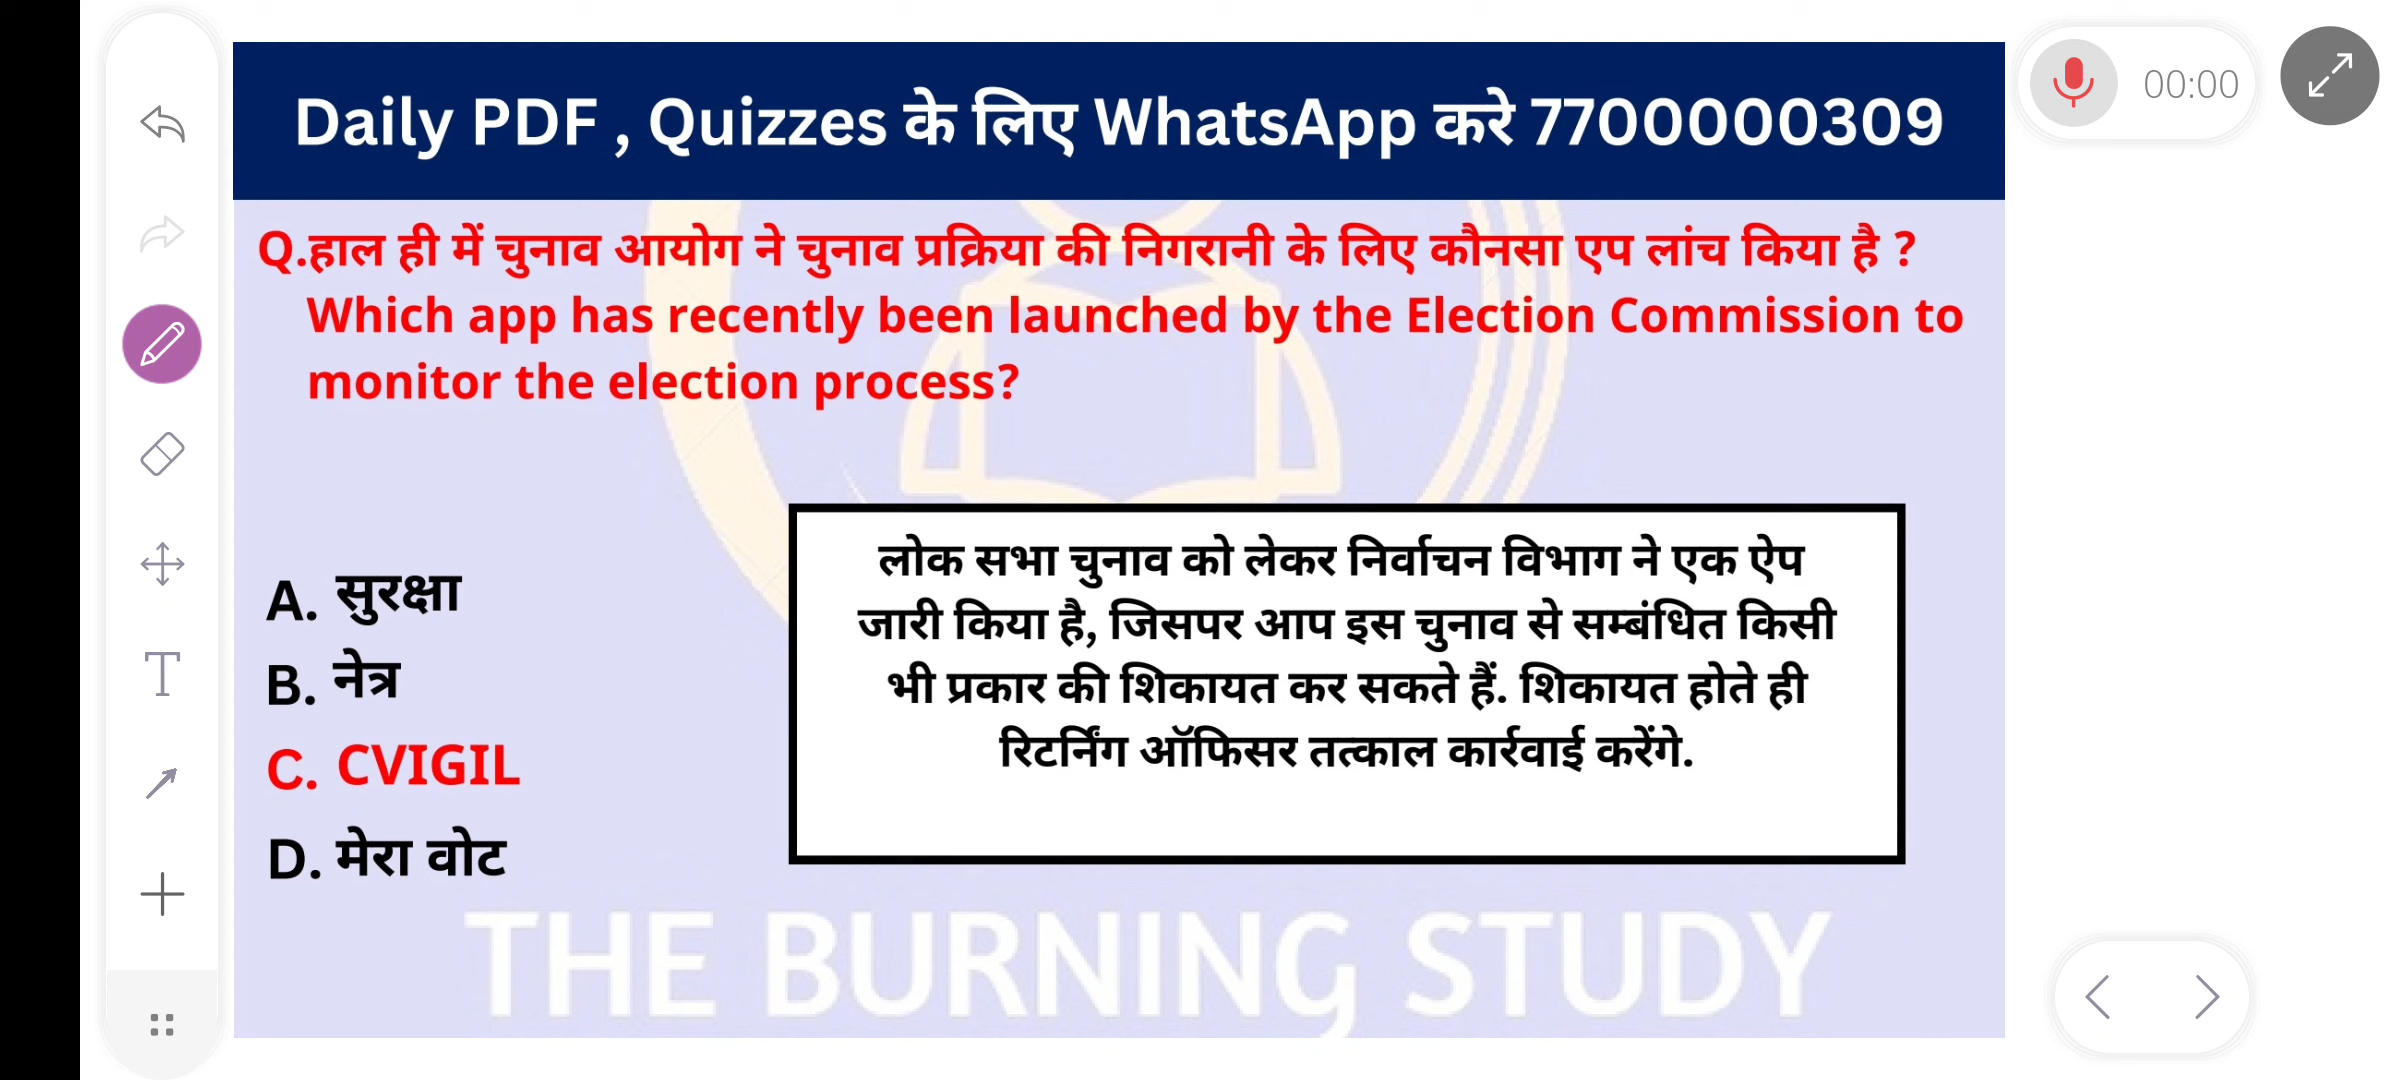 Daily PDF , Quizzes के लिए WhatsApp करे 7700000309
00:00
Q.हाल ही में चुनाव आयोग ने चुनाव प्रक्रिया की निगरानी के लिए कौनसा एप लांच किया है ?
Which app has recently been launched by the Election Commission to
monitor the election process?
A. सुरक्षा
B. नेत्र
C. CVIGIL
D. मेरा वोट
लोक सभा चुनाव को लेकर निर्वाचन विभाग ने एक ऐप
जारी किया है, जिसपर आप इस चुनाव से सम्बंधित किसी
भी प्रकार की शिकायत कर सकते हैं. शिकायत होते ही
रिटर्निंग ऑफिसर तत्काल कार्रवाई करेंगे.
THE BURNING STUDY
T